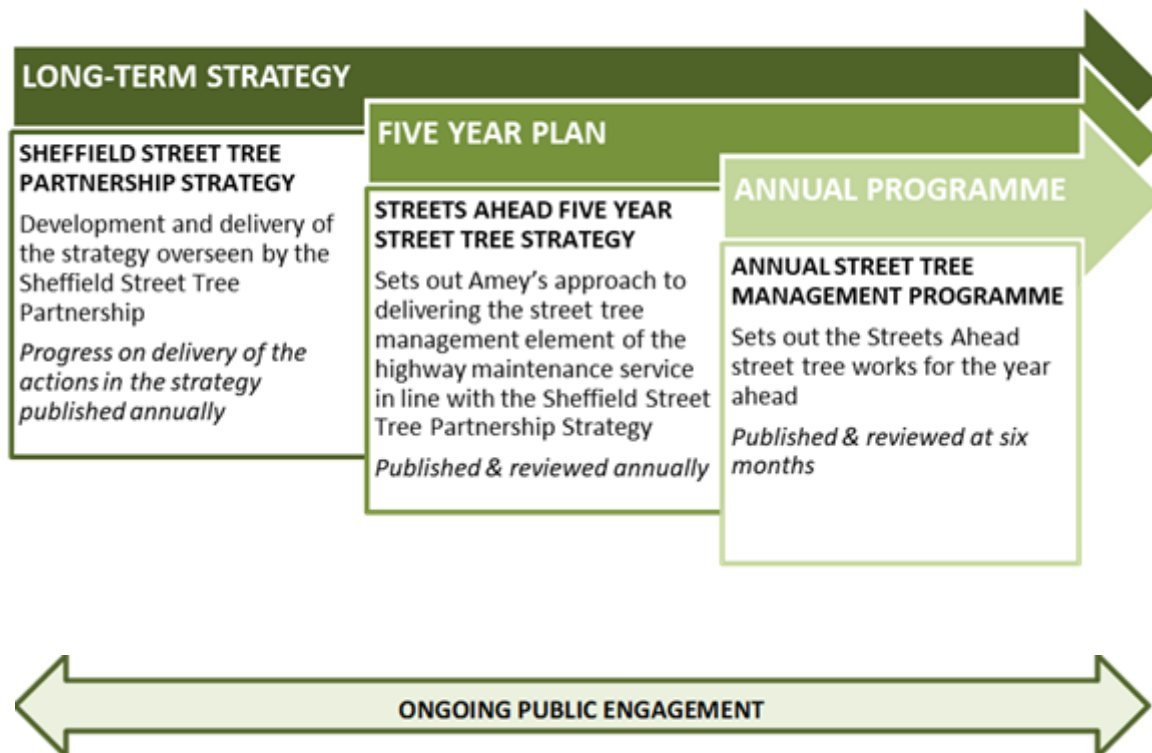 LONG-TERM STRATEGY
SHEFFIELD STREET TREE
PARTNERSHIP STRATEGY
Development and delivery of
the strategy overseen by the
Sheffield Street Tree
Partnership
Progress on delivery of the
actions in the strategy
published annually
FIVE YEAR PLAN
STREETS AHEAD FIVE YEAR
STREET TREE STRATEGY
Sets out Amey's approach to
delivering the street tree
management element of the
highway maintenance service
in line with the Sheffield Street
Tree Partnership Strategy
Published & reviewed annually
ANNUAL PROGRAMME
ANNUAL STREET TREE
MANAGEMENT PROGRAMME
Sets out the Streets Ahead
street tree works for the year
ahead
Published & reviewed at six
months
ONGOING PUBLIC ENGAGEMENT